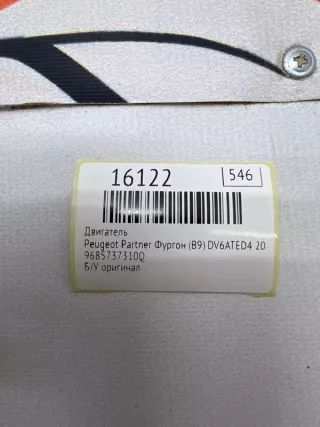 16122 546
Двигатель
Peugeot Partner Фургон (B9) DV6ATED4 20
9685737310Q
Б/У оригинал